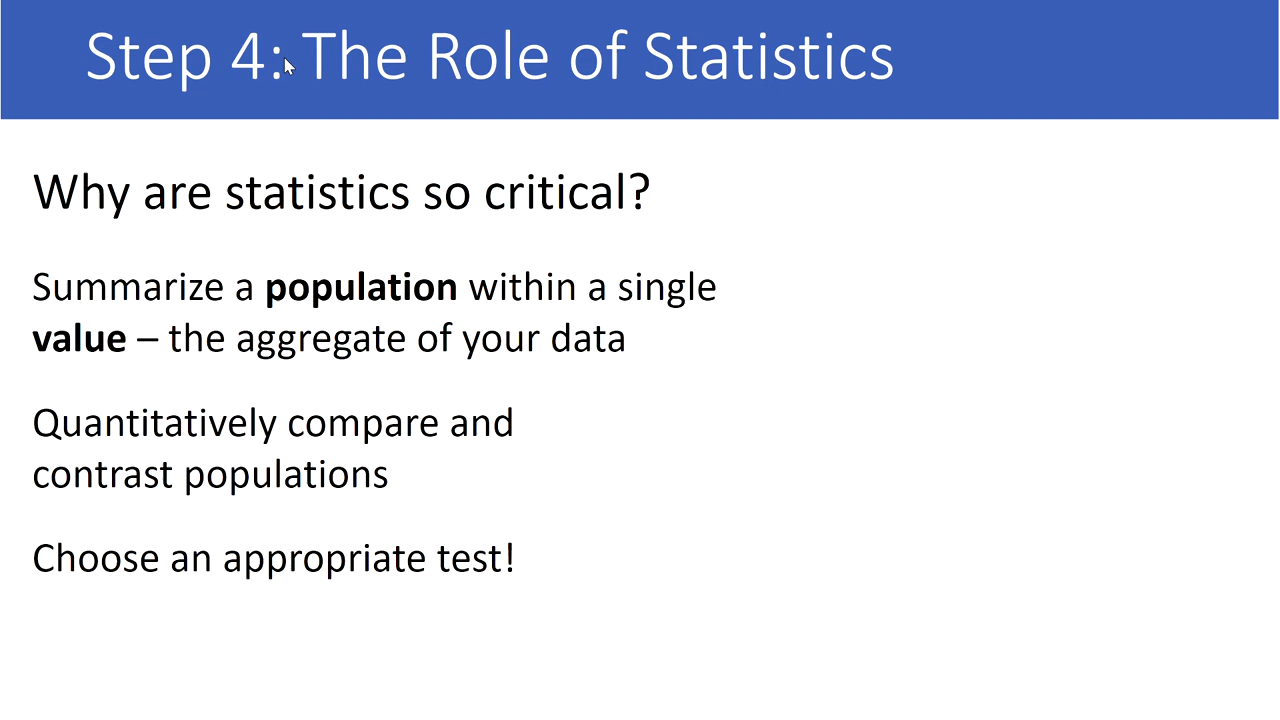 Step 4: The Role of Statistics
Why are statistics so critical?
Summarize a population within a single
value – the aggregate of your data
Quantitatively compare and
contrast populations
Choose an appropriate test!